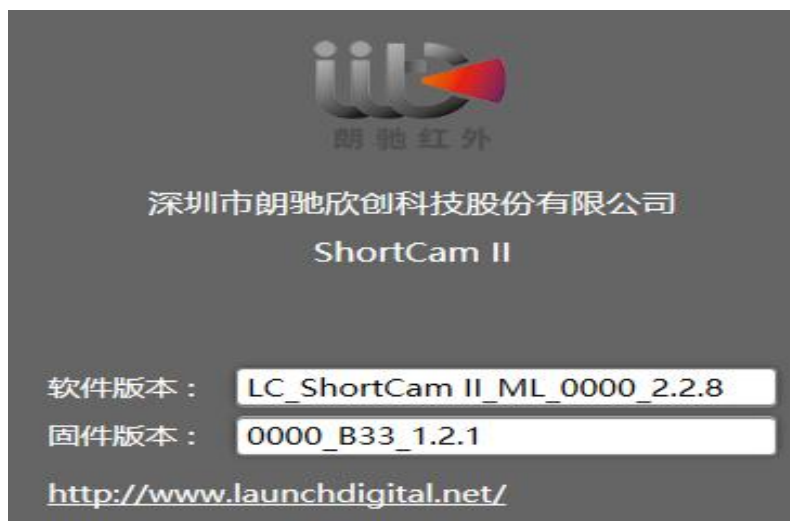 朗驰红外
深圳市朗驰欣创科技股份有限公司
ShortCam II
软件版本： LC_ShortCam II_ML_0000_2.2.8
固件版本： 0000_B33_1.2.1
http://www.launchdigital.net/